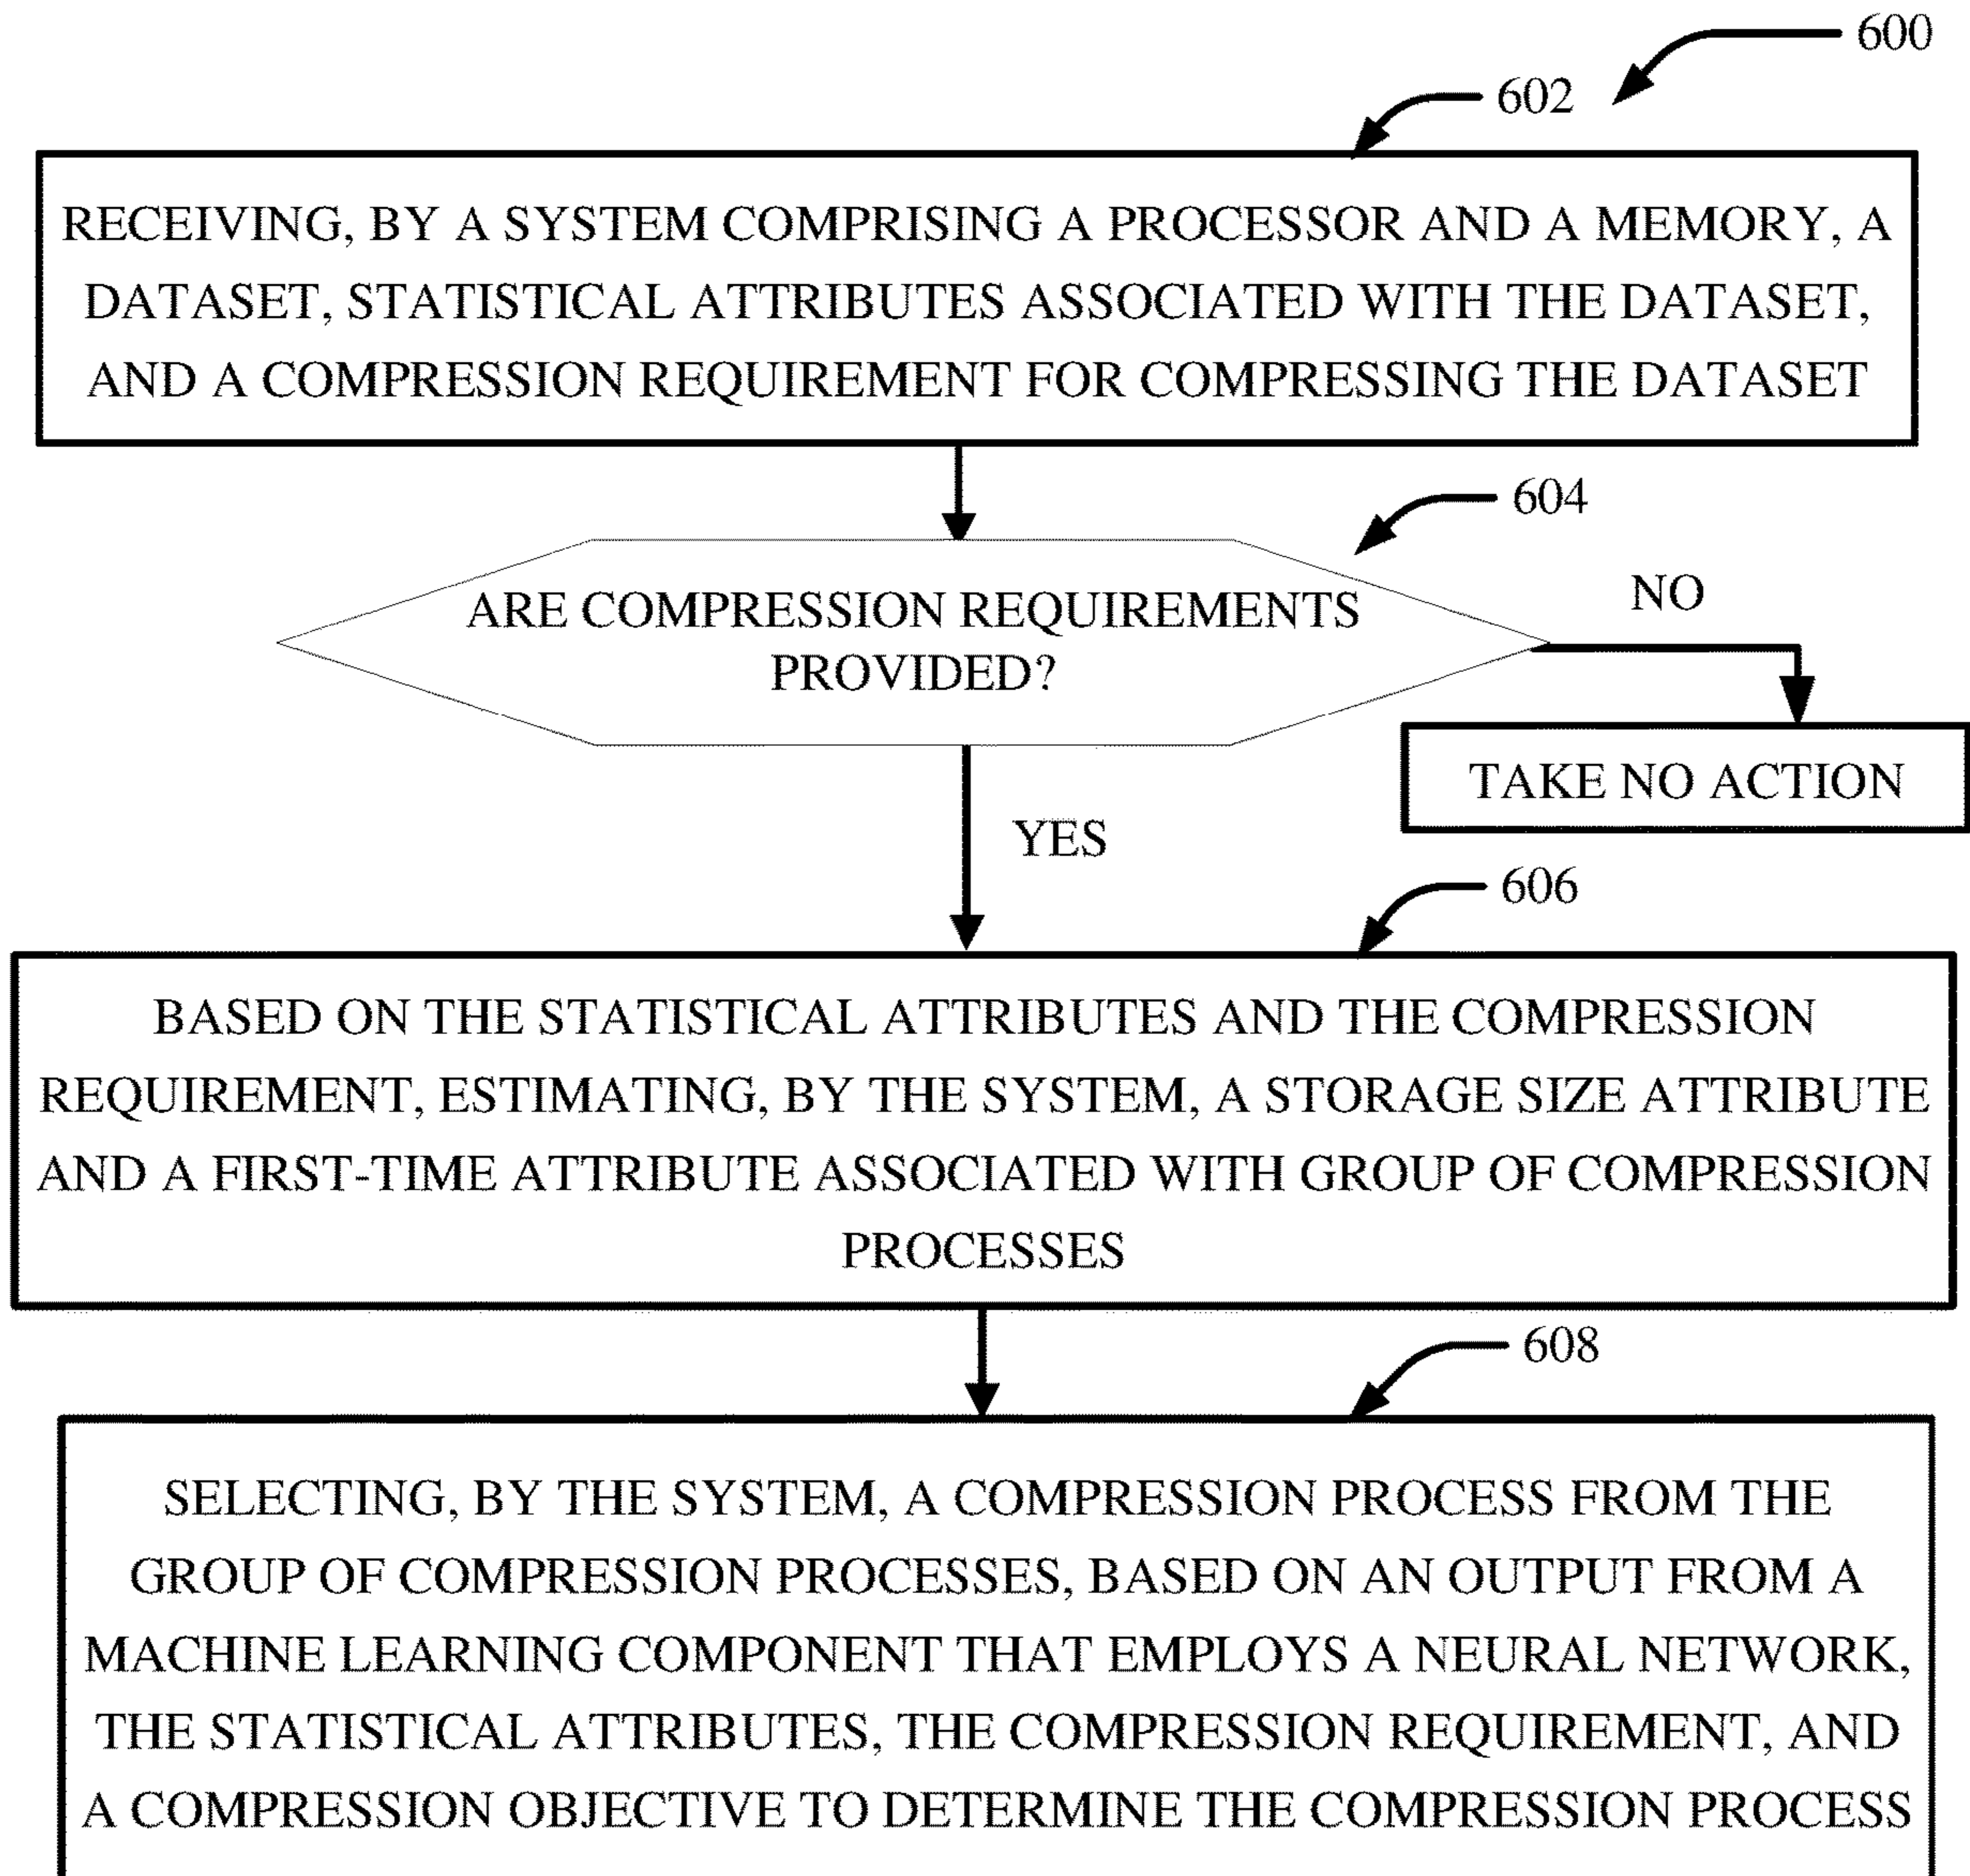 600
602
RECEIVING, BY A SYSTEM COMPRISING A PROCESSOR AND A MEMORY, A
DATASET, STATISTICAL ATTRIBUTES ASSOCIATED WITH THE DATASET,
AND A COMPRESSION REQUIREMENT FOR COMPRESSING THE DATASET
604
ARE COMPRESSION REQUIREMENTS
PROVIDED?
NO
TAKE NO ACTION
YES
606
BASED ON THE STATISTICAL ATTRIBUTES AND THE COMPRESSION
REQUIREMENT, ESTIMATING, BY THE SYSTEM, A STORAGE SIZE ATTRIBUTE
AND A FIRST-TIME ATTRIBUTE ASSOCIATED WITH GROUP OF COMPRESSION
PROCESSES
608
SELECTING, BY THE SYSTEM, A COMPRESSION PROCESS FROM THE
GROUP OF COMPRESSION PROCESSES, BASED ON AN OUTPUT FROM A
MACHINE LEARNING COMPONENT THAT EMPLOYS A NEURAL NETWORK,
THE STATISTICAL ATTRIBUTES, THE COMPRESSION REQUIREMENT, AND
A COMPRESSION OBJECTIVE TO DETERMINE THE COMPRESSION PROCESS